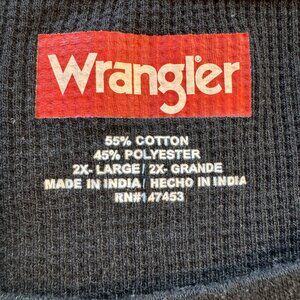 Wrangler
55% COTTON
45% POLYESTER
2X- LARGE/ 2X- GRANDE
MADE IN INDIA/ HECHO IN INDIA
RN#147453